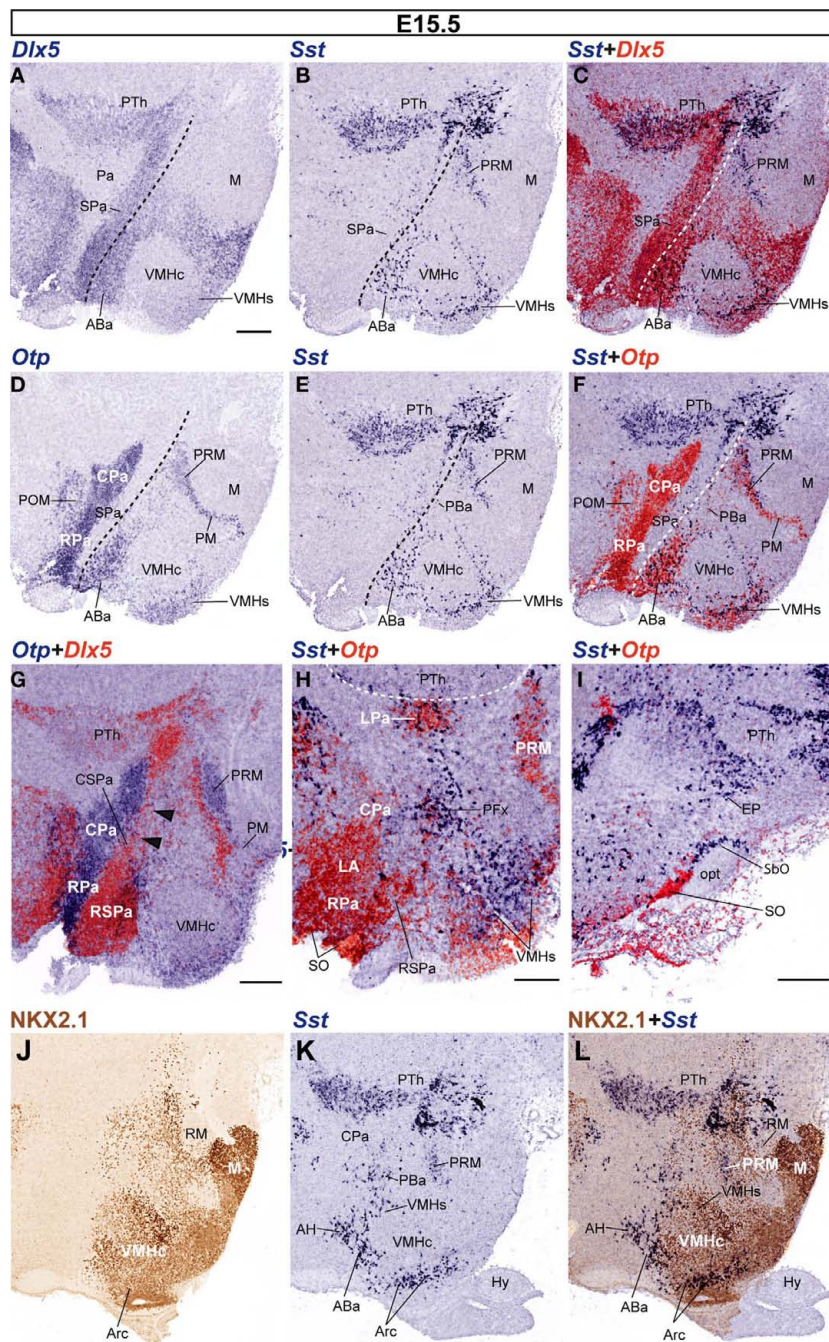 E15.5
Dlx5 Sst Sst+Dlx5
A B C
PTh PTh
Pa PRM PRM
M M
SPa SPa SPa
VMHc VMHc VMHc
VMHs VMHs VMHs
ABa ABa ABa
Otp Sst Sst+Otp
D E F
PTh PTh
PRM PRM PRM
CPa M CPa M
POM SPa PBa POM SPa PBa
RPa PM RPa PM
VMHc VMHc VMHc
ABa VMHs ABa VMHs ABa VMHs
Otp+Dlx5 Sst+Otp Sst+Otp
G H I
PTh PTh PTh
LPa
CSPa PRM PRM
CPa CPa PFx EP
PM
5-
RPa LA opt SbO
RSPa RPa SO
VMHc VMHs
SO RSPa
NKX2.1 Sst NKX2.1+Sst
J K L
PTh PTh
RM CPa RM
M PRM PRM M
PBa
VMHs VMHs
AH AH
VMHc VMHc VMHc
Hy Hy
ABa ABa
Arc Arc Arc